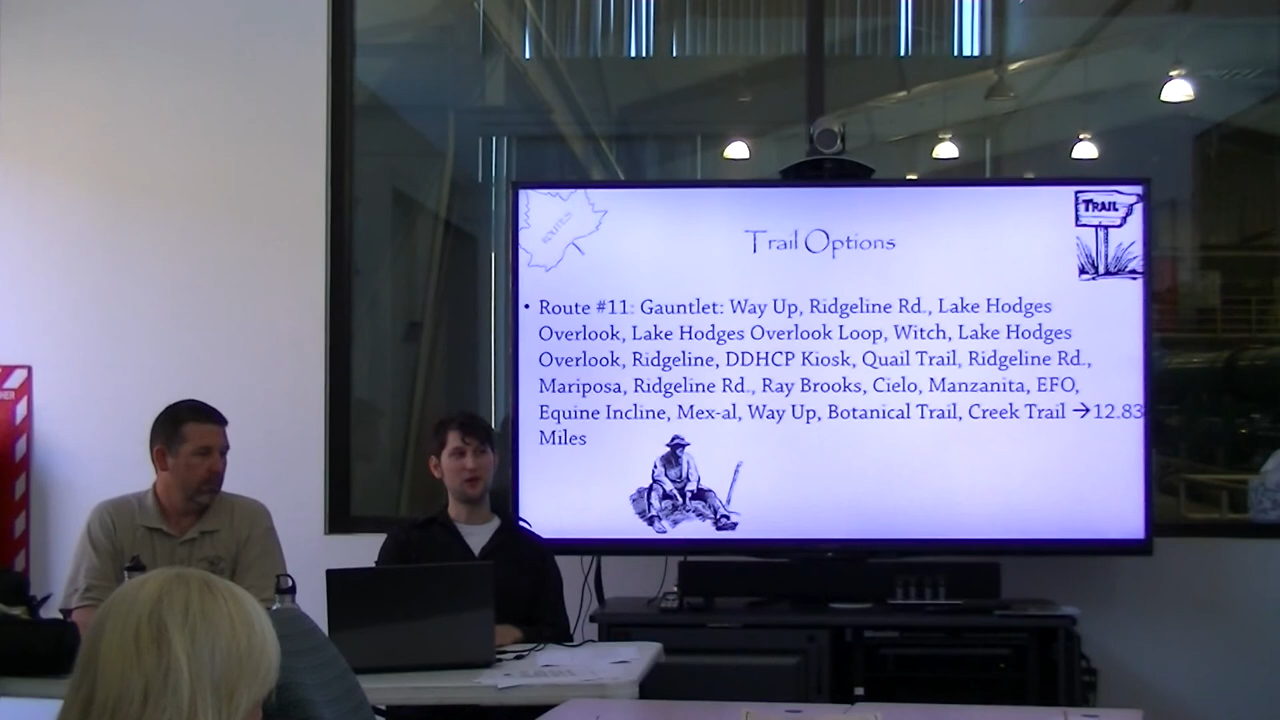 ROUTES
TRAIL
Trail Options
• Route #11: Gauntlet: Way Up, Ridgeline Rd., Lake Hodges
Overlook, Lake Hodges Overlook Loop, Witch, Lake Hodges
Overlook, Ridgeline, DDHCP Kiosk, Quail Trail, Ridgeline Rd.,
Mariposa, Ridgeline Rd., Ray Brooks, Cielo, Manzanita, EFO,
Equine Incline, Mex-al, Way Up, Botanical Trail, Creek Trail →12.83
Miles